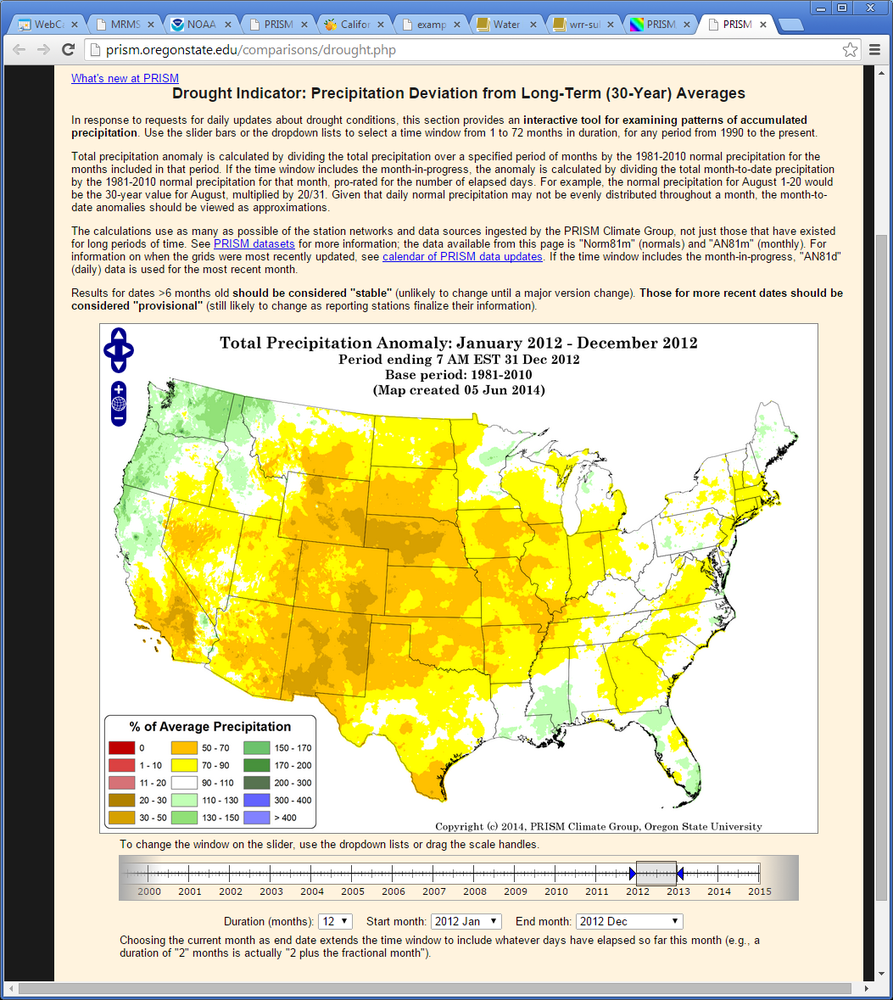 WebCa
MRMS
NOAA
PRISM
Califor
examp
Water
wrr-sul
PRISM
PRISM
prism.oregonstate.edu/comparisons/drought.php
What's new at PRISM
Drought Indicator: Precipitation Deviation from Long-Term (30-Year) Averages
In response to requests for daily updates about drought conditions, this section provides an interactive tool for examining patterns of accumulated
precipitation. Use the slider bars or the dropdown lists to select a time window from 1 to 72 months in duration, for any period from 1990 to the present.
Total precipitation anomaly is calculated by dividing the total precipitation over a specified period of months by the 1981-2010 normal precipitation for the
months included in that period. If the time window includes the month-in-progress, the anomaly is calculated by dividing the total month-to-date precipitation
by the 1981-2010 normal precipitation for that month, pro-rated for the number of elapsed days. For example, the normal precipitation for August 1-20 would
be the 30-year value for August, multiplied by 20/31. Given that daily normal precipitation may not be evenly distributed throughout a month, the month-to-
date anomalies should be viewed as approximations.
The calculations use as many as possible of the station networks and data sources ingested by the PRISM Climate Group, not just those that have existed
for long periods of time. See PRISM datasets for more information; the data available from this page is "Norm81m" (normals) and "AN81m" (monthly). For
information on when the grids were most recently updated, see calendar of PRISM data updates. If the time window includes the month-in-progress, "AN81d"
(daily) data is used for the most recent month.
Results for dates >6 months old should be considered "stable" (unlikely to change until a major version change). Those for more recent dates should be
considered "provisional" (still likely to change as reporting stations finalize their information).
Total Precipitation Anomaly: January 2012 - December 2012
Period ending 7 AM EST 31 Dec 2012
Base period: 1981-2010
(Map created 05 Jun 2014)
% of Average Precipitation
0 50 - 70 150 - 170
1 - 10 70 - 90 170 - 200
11 - 20 90 - 110 200 - 300
20 - 30 110 - 130 300 - 400
30 - 50 130 - 150 > 400
Copyright (c) 2014, PRISM Climate Group, Oregon State University
To change the window on the slider, use the dropdown lists or drag the scale handles.
2000 2001 2002 2003 2004 2005 2006 2007 2008 2009 2010 2011 2012 2013 2014 2015
Duration (months): 12 Start month: 2012 Jan End month: 2012 Dec
Choosing the current month as end date extends the time window to include whatever days have elapsed so far this month (e.g., a
duration of "2" months is actually "2 plus the fractional month").